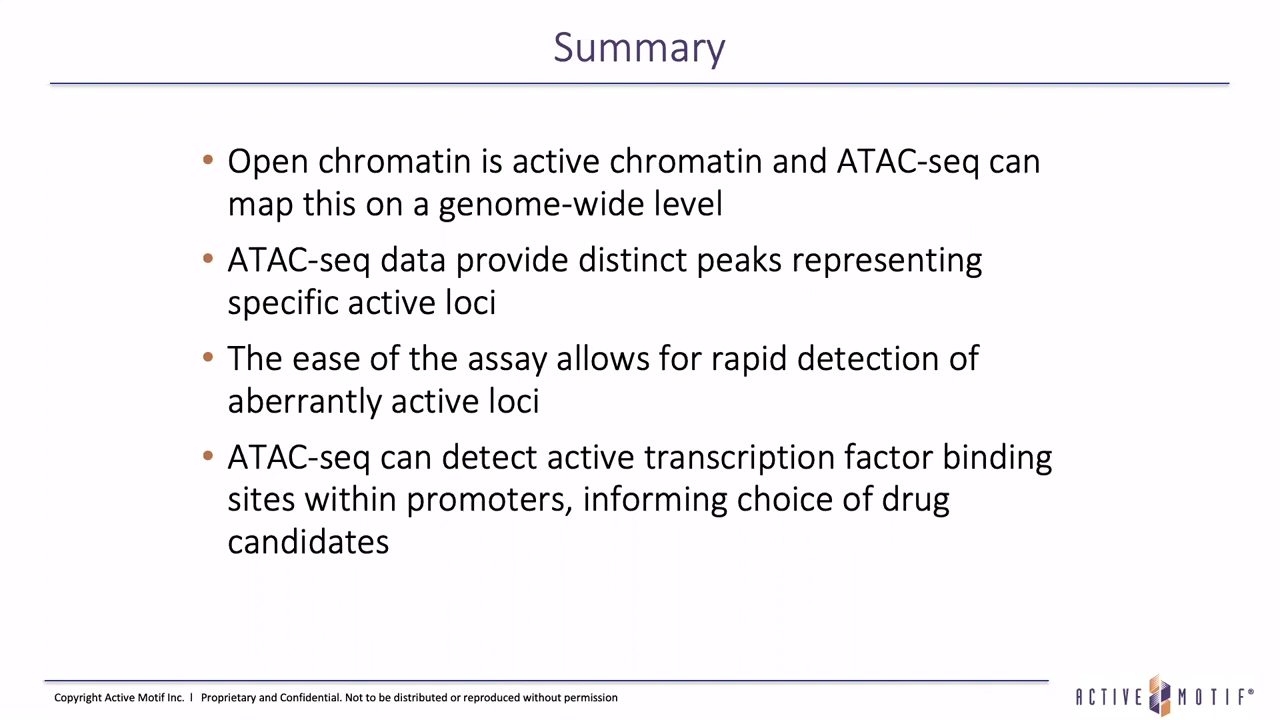 Summary
• Open chromatin is active chromatin and ATAC-seq can
map this on a genome-wide level
• ATAC-seq data provide distinct peaks representing
specific active loci
• The ease of the assay allows for rapid detection of
aberrantly active loci
• ATAC-seq can detect active transcription factor binding
sites within promoters, informing choice of drug
candidates
Copyright Active Motif Inc. | Proprietary and Confidential. Not to be distributed or reproduced without permission
ACTIVE MOTIF®